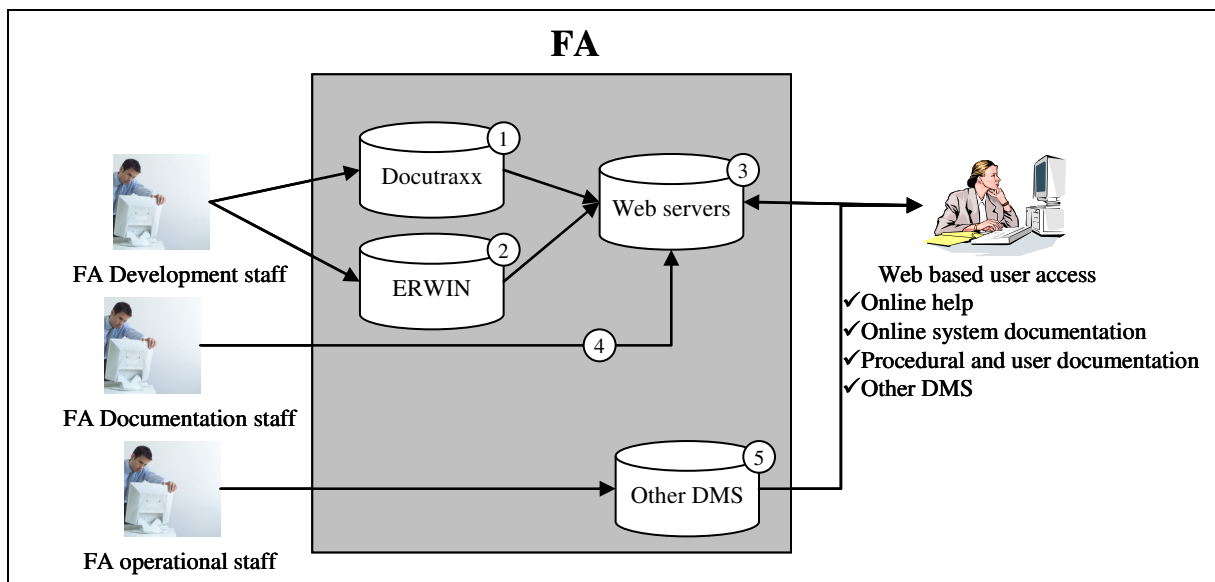 FA
1
Docutraxx
2
ERWIN
3
Web servers
4
5
Other DMS
FA Development staff
FA Documentation staff
FA operational staff
Web based user access
✓Online help
✓Online system documentation
✓Procedural and user documentation
✓Other DMS